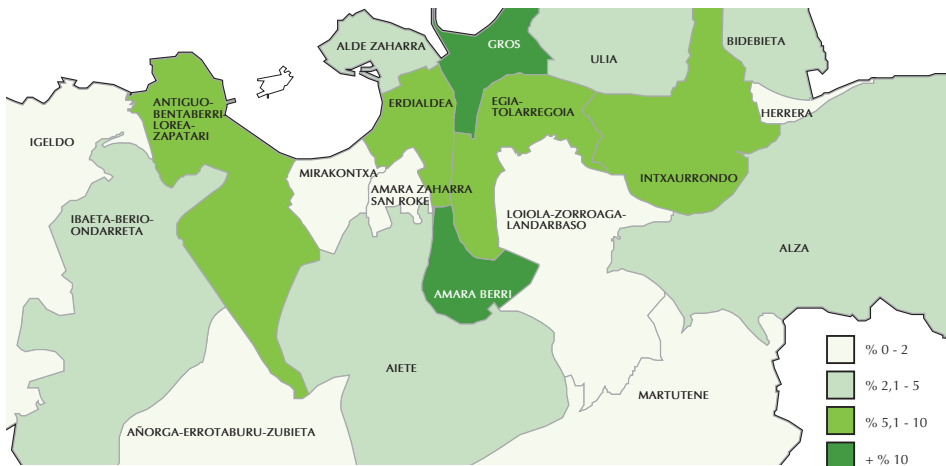 ALDE ZAHARRA
GROS
ULIA
BIDEBIETA
ANTIGUO-
BENTABERRI-
LOREA-
ZAPATARI
ERDIALDEA
EGIA-
TOLARREGOIA
HERRERA
IGELDO
MIRAKONTXA
AMARA ZAHARRA
SAN ROKE
INTXAURRONDO
IBAETA-BERIO-
ONDARRETA
LOIOLA-ZORROAGA-
LANDARBASO
ALZA
AMARA BERRI
AIETE
MARTUTENE
AÑORGA-ERROTABURU-ZUBIETA
% 0 - 2
% 2,1 - 5
% 5,1 - 10
+ % 10